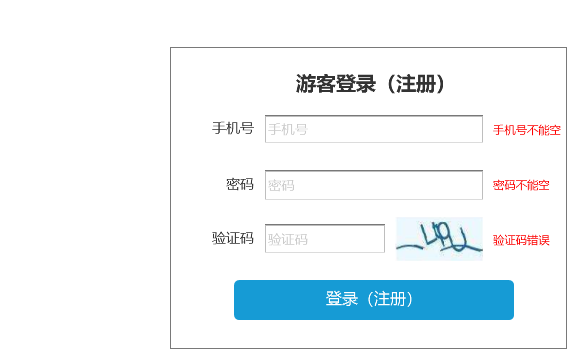 游客登录（注册）
手机号 手机号 手机号不能空
密码 密码 密码不能空
验证码 验证码 验证码错误
登录（注册）